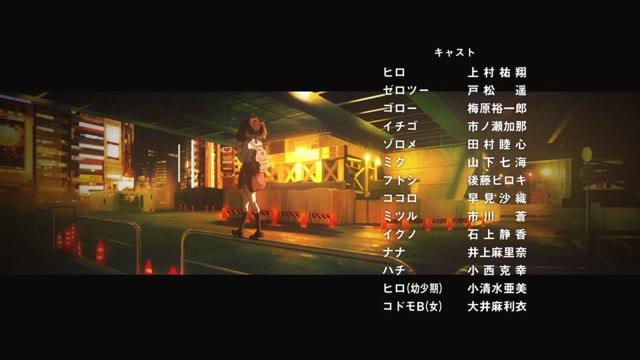 キャスト
ヒロ 上村祐翔
ゼロツー 戸松 遥
ゴロー 梅原裕一郎
イチゴ 市ノ瀬加那
ゾロメ 田村睦心
ミク 山下七海
フトシ 後藤ヒロキ
ココロ 早見沙織
ミツル 市川 蒼
イクノ 石上静香
ナナ 井上麻里奈
ハチ 小西克幸
ヒロ(幼少期) 小清水亜美
コドモB(女) 大井麻利衣